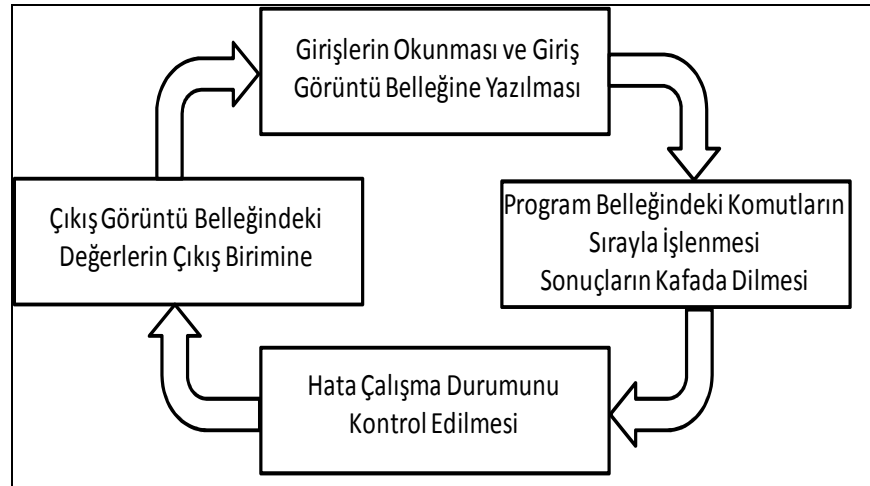 Girişlerin Okunması ve Giriş
Görüntü Belleğine Yazılması
Program Belleğindeki Komutların
Sırayla İşlenmesi
Sonuçların Kafada Dilmesi
Hata Çalışma Durumunu
Kontrol Edilmesi
Çıkış Görüntü Belleğindeki
Değerlerin Çıkış Birimine